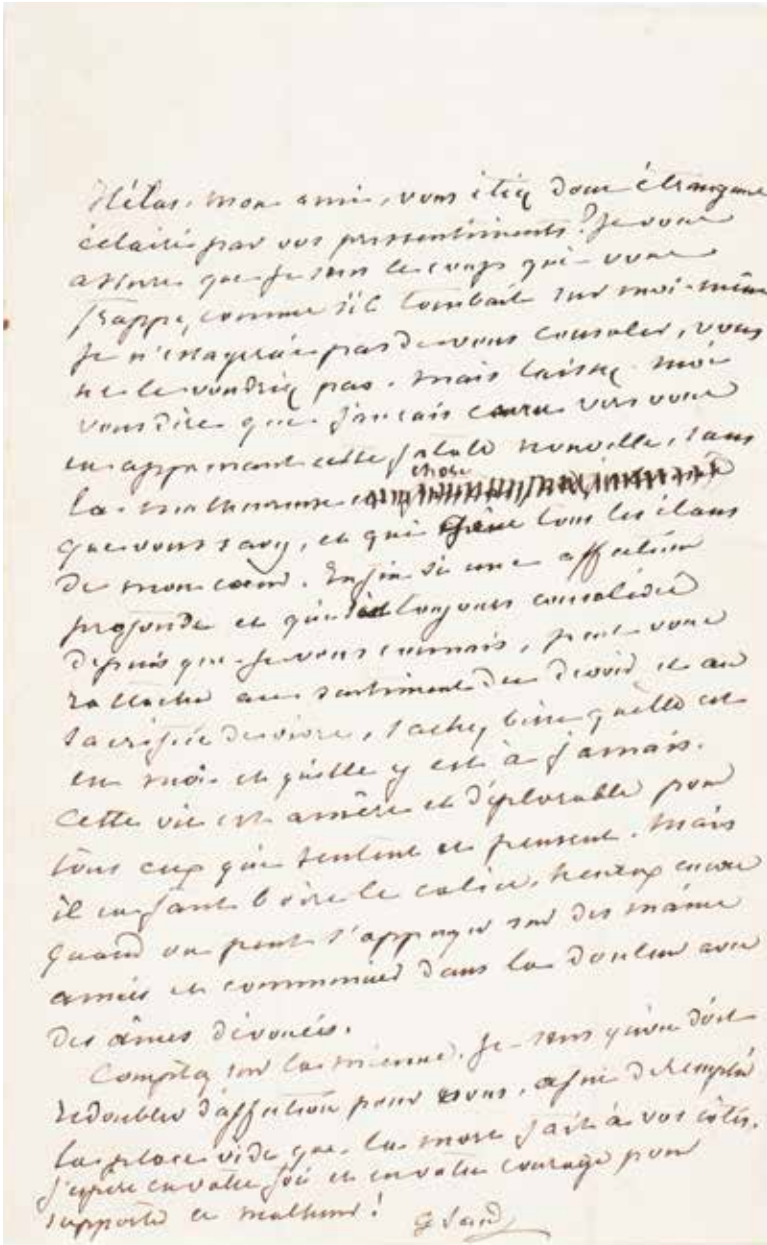 Hélas, mon ami, vous étiez donc étrangement
éclairé par vos pressentiments? Je vous
assure que je sens le coup qui vous
frappe, comme s'il tombait sur moi-même
Je n'essayerai pas de vous consoler, vous
ne le voudriez pas. Mais laissez-moi
vous dire que j'aurais couru vers vous
en apprenant cette fatale nouvelle, sans
la malheureuse chose
que vous savez, et qui gêne tous les élans
de mon cœur. Enfin si une affection
profonde et qui s'est toujours consolidée
depuis que je vous connais, peut vous
rattacher au sentiment du devoir et au
sacrifice de vivre, sachez bien qu'elle est
en moi et qu'elle y est à jamais.
Cette vie est amère et déplorable pour
tous ceux qui sentent et pensent. Mais
il en faut boire le calice, heureux encore
quand on peut s'appuyer sur des mains
amies et communier dans la douleur avec
des âmes dévouées.
Comptez sur la mienne. Je sens qu'on doit
redoubler d'affection pour vous, afin de remplir
la place vide que la mort fait à vos côtés.
J'espère en votre foi et en votre courage pour
supporter ce malheur!
G Sand